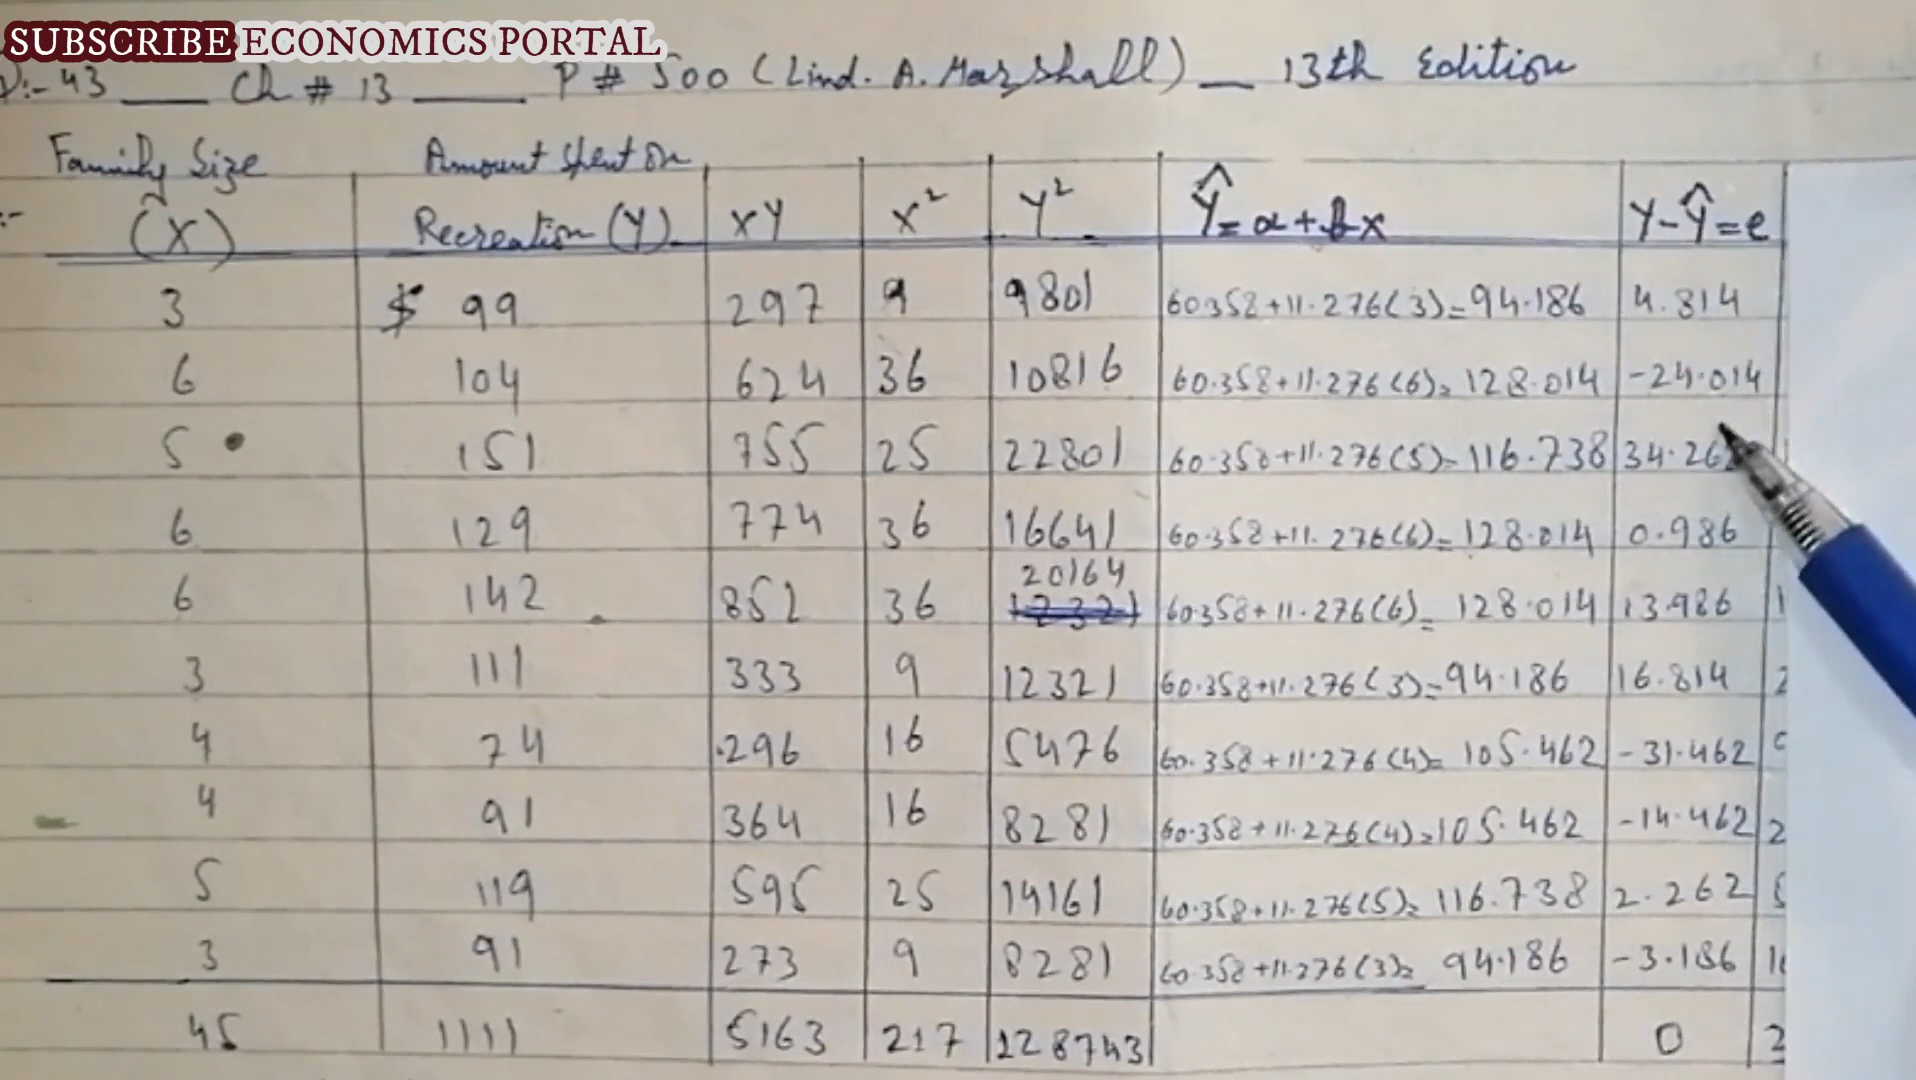 SUBSCRIBE ECONOMICS PORTAL
:- 43 __ Ch # 13 __ P # 500 (Lind. A. Marshall) _ 13th Edition
Family Size Amount Spent on
(X) Recreation (Y) XY X² Y² Ŷ = a + bx Y-Ŷ=e
3 $ 99 297 9 9801 60.358+11.276(3)=94.186 4.814
6 104 624 36 10816 60.358+11.276(6)=128.014 -24.014
5 151 755 25 22801 60.358+11.276(5)=116.738 34.26
6 129 774 36 16641 60.358+11.276(6)=128.014 0.986
20164
6 142 852 36 12321 60.358+11.276(6)=128.014 13.986
3 111 333 9 12321 60.358+11.276(3)=94.186 16.814
4 74 296 16 5476 60.358+11.276(4)=105.462 -31.462
4 91 364 16 8281 60.358+11.276(4)=105.462 -14.462
5 119 595 25 14161 60.358+11.276(5)=116.738 2.262
3 91 273 9 8281 60.358+11.276(3)=94.186 -3.186
45 1111 5163 217 128743 0